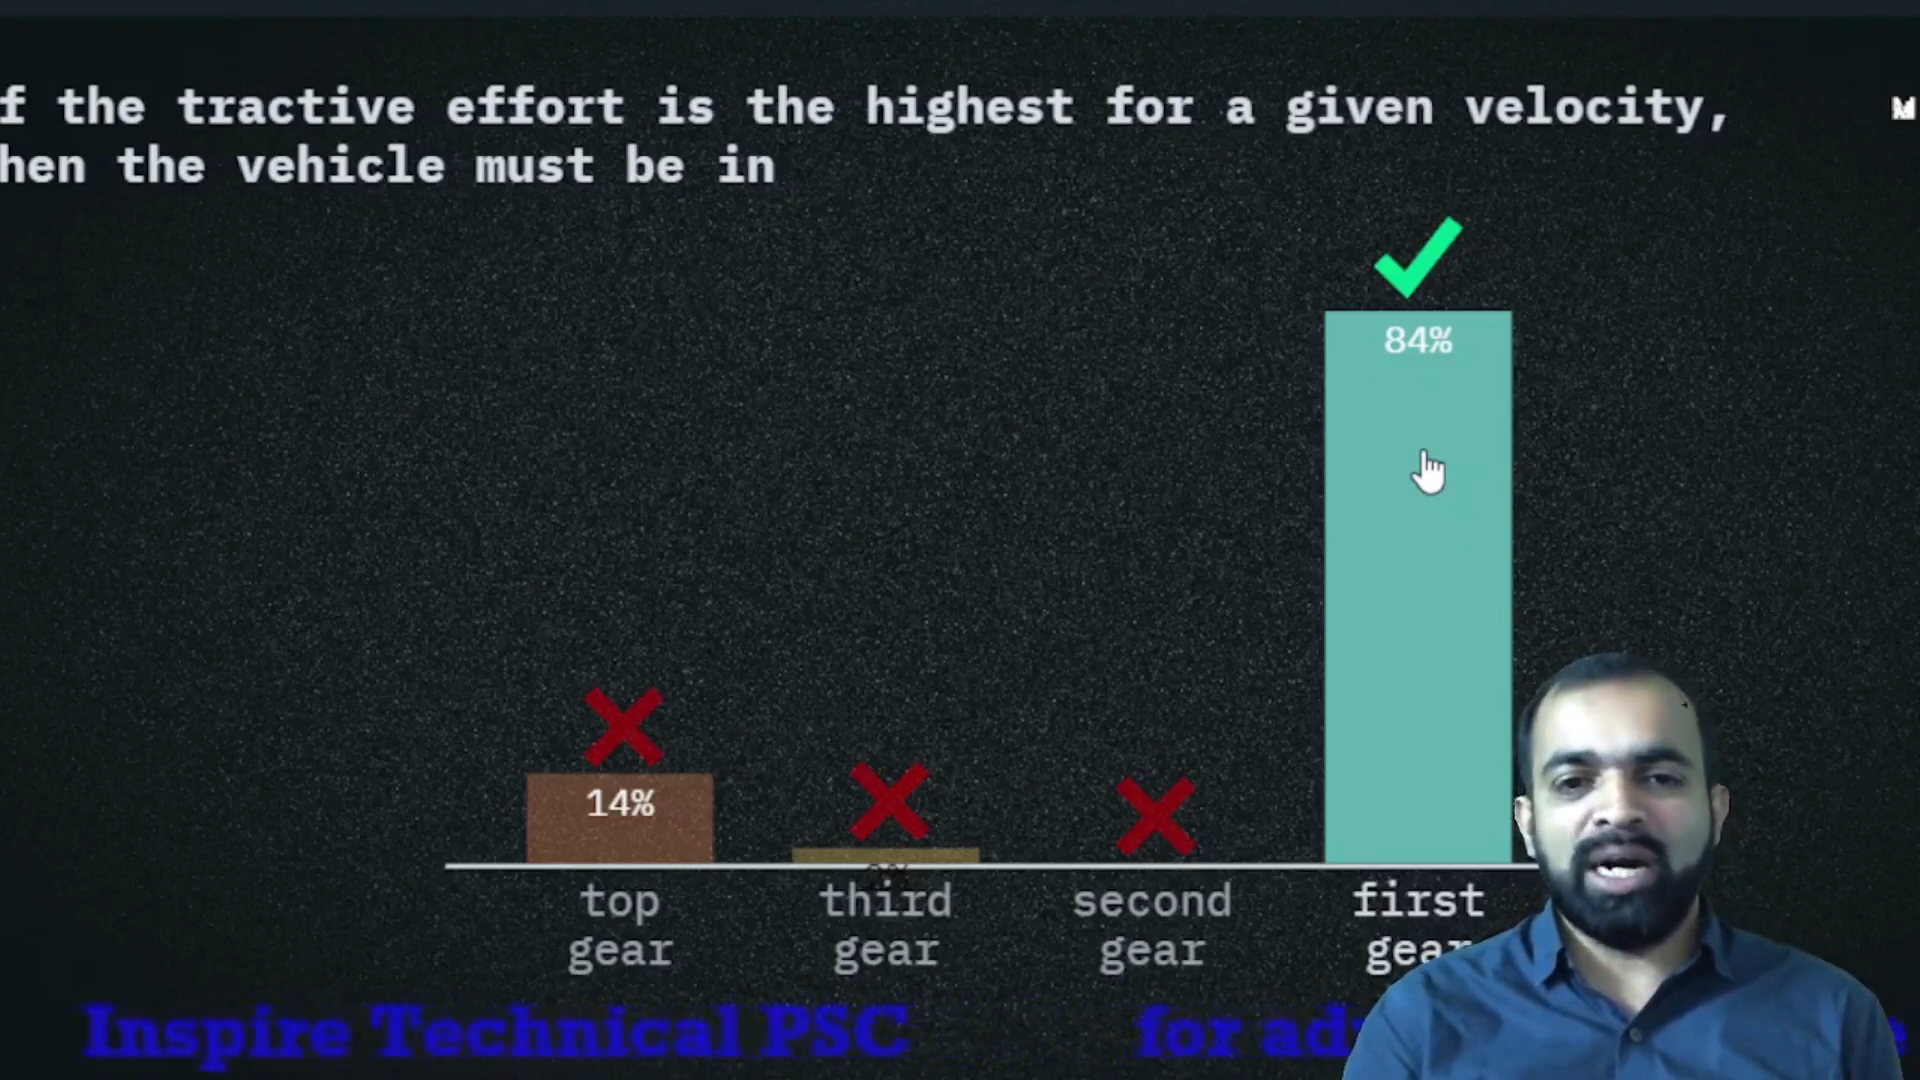 f the tractive effort is the highest for a given velocity,
hen the vehicle must be in
84%
14%
top gear
third gear
second gear
first gear
Inspire Technical PSC for